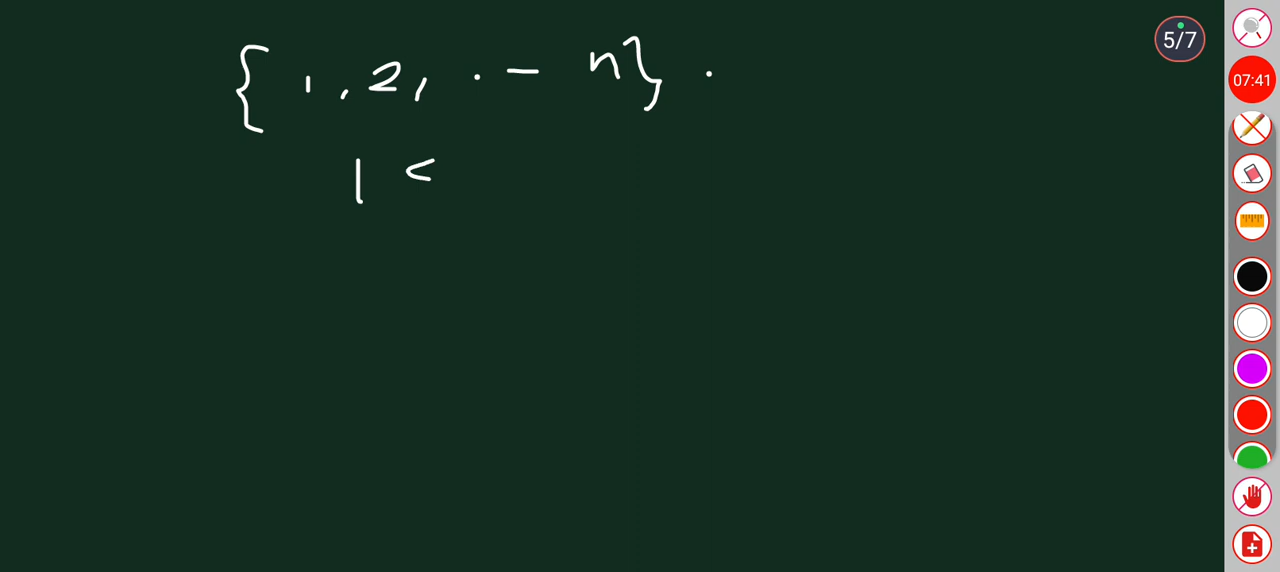 {1, 2, . - n} .
1 <
5/7
07:41